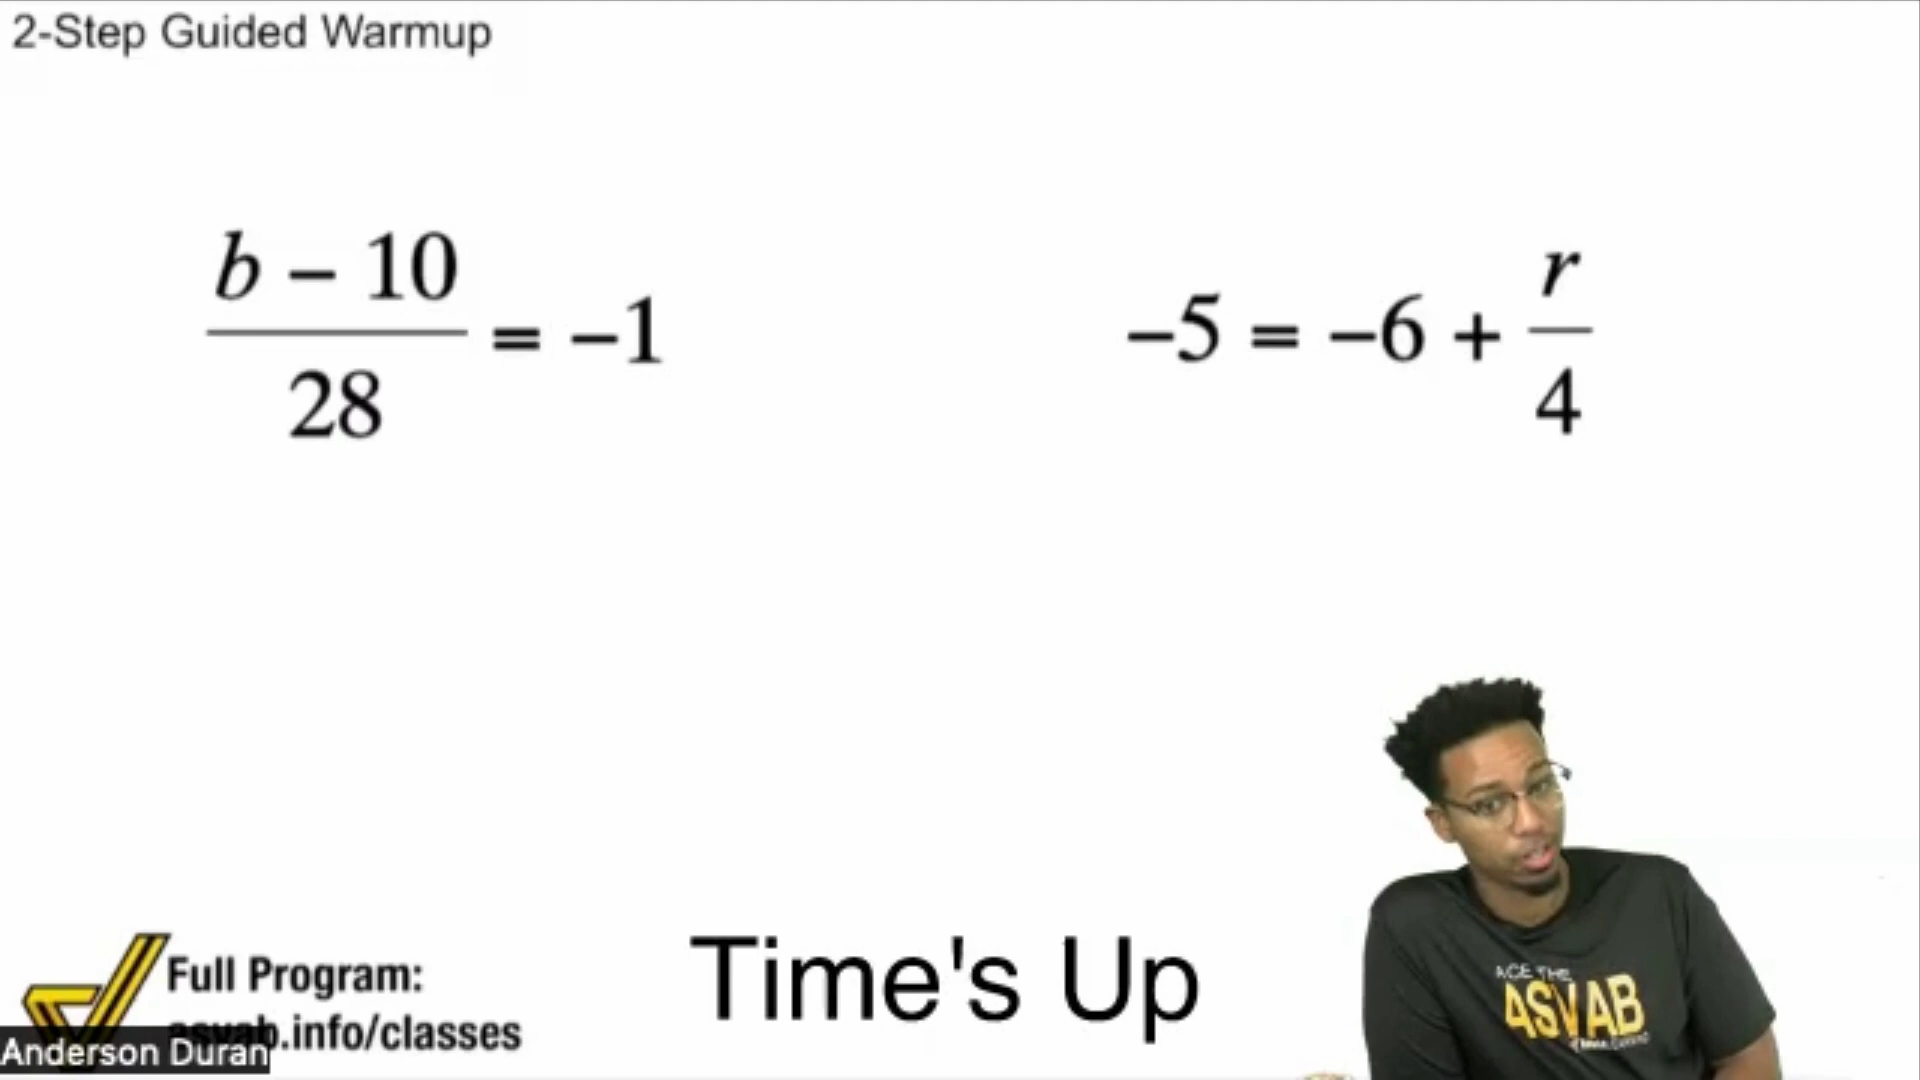 2-Step Guided Warmup
b − 10
28
= −1
−5 = −6 +
r
4
Full Program:
asvab.info/classes
Anderson Duran
Time's Up
ACE THE
ASVAB